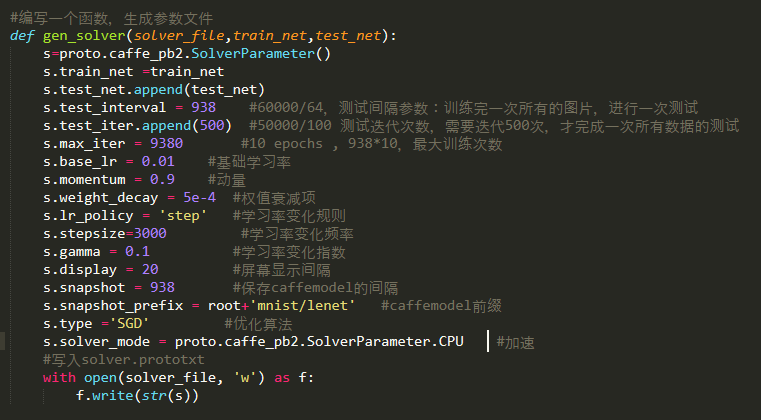 #编写一个函数，生成参数文件
def gen_solver(solver_file,train_net,test_net):
    s=proto.caffe_pb2.SolverParameter()
    s.train_net =train_net
    s.test_net.append(test_net)
    s.test_interval = 938    #60000/64，测试间隔参数：训练完一次所有的图片，进行一次测试
    s.test_iter.append(500)  #50000/100 测试迭代次数，需要迭代500次，才完成一次所有数据的测试
    s.max_iter = 9380       #10 epochs , 938*10，最大训练次数
    s.base_lr = 0.01    #基础学习率
    s.momentum = 0.9    #动量
    s.weight_decay = 5e-4  #权值衰减项
    s.lr_policy = 'step'   #学习率变化规则
    s.stepsize=3000         #学习率变化频率
    s.gamma = 0.1          #学习率变化指数
    s.display = 20         #屏幕显示间隔
    s.snapshot = 938       #保存caffemodel的间隔
    s.snapshot_prefix = root+'mnist/lenet'   #caffemodel前缀
    s.type ='SGD'         #优化算法
    s.solver_mode = proto.caffe_pb2.SolverParameter.CPU    #加速
    #写入solver.prototxt
    with open(solver_file, 'w') as f:
        f.write(str(s))